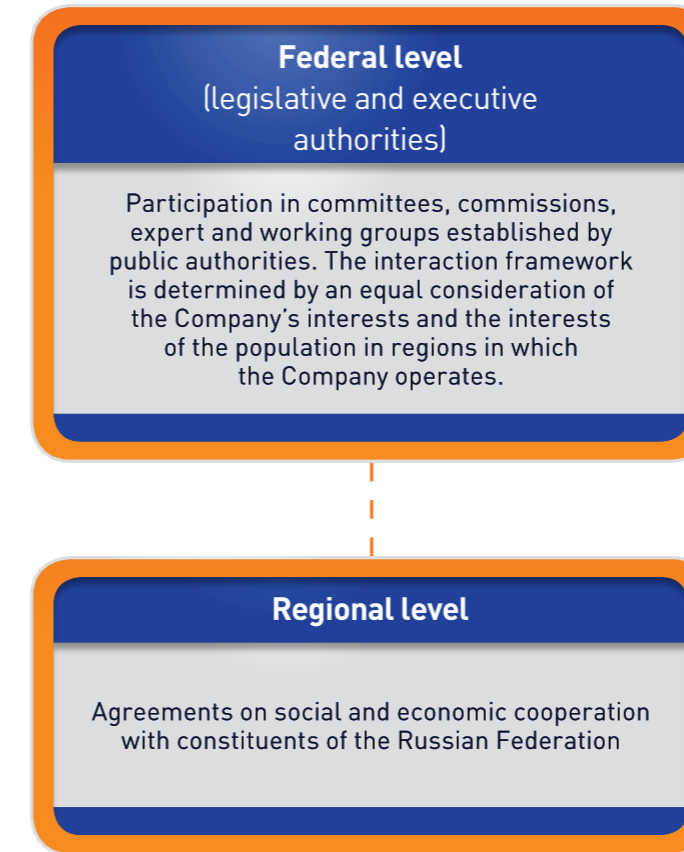 Federal level
(legislative and executive
authorities)
Participation in committees, commissions,
expert and working groups established by
public authorities. The interaction framework
is determined by an equal consideration of
the Company’s interests and the interests
of the population in regions in which
the Company operates.
Regional level
Agreements on social and economic cooperation
with constituents of the Russian Federation